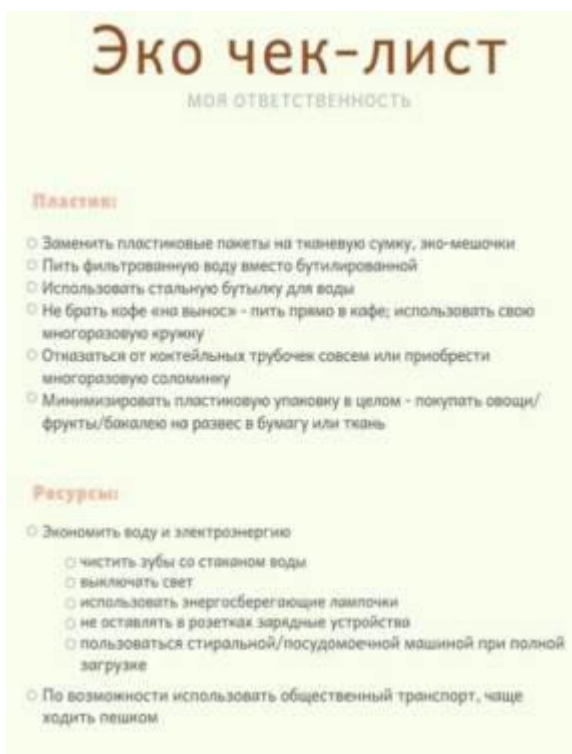 Эко чек-лист
МОЯ ОТВЕТСТВЕННОСТЬ
Пластик:
Заменить пластиковые пакеты на тканевую сумку, эко-мешочки
Пить фильтрованную воду вместо бутилированной
Использовать стальную бутылку для воды
Не брать кофе «на вынос» - пить прямо в кафе; использовать свою
многоразовую кружку
Отказаться от коктейльных трубочек совсем или приобрести
многоразовую соломинку
Минимизировать пластиковую упаковку в целом - покупать овощи/
фрукты/бакалею на развес в бумагу или ткань
Ресурсы:
Экономить воду и электроэнергию
чистить зубы со стаканом воды
выключать свет
использовать энергосберегающие лампочки
не оставлять в розетках зарядные устройства
пользоваться стиральной/посудомоечной машиной при полной
загрузке
По возможности использовать общественный транспорт, чаще
ходить пешком